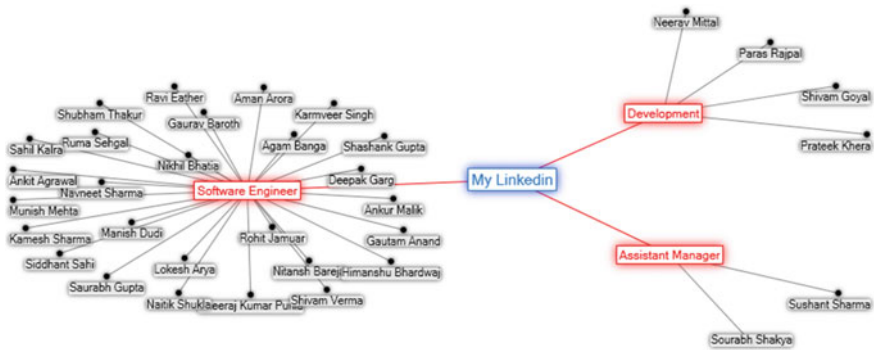 Neerav Mittal
Paras Rajpal
Ravi Eather
Aman Arora
Shivam Goyal
Shubham Thakur
Karmveer Singh
Gaurav Baroth
Development
Ruma Sehgal
Agam Banga
Shashank Gupta
Prateek Khera
Sahil Kalra
Nikhil Bhatia
Deepak Garg
My Linkedin
Ankit Agrawal
Navneet Sharma
Software Engineer
Munish Mehta
Ankur Malik
Kamesh Sharma
Manish Dudi
Rohit Jamuar
Gautam Anand
Siddhant Sahi
Lokesh Arya
Assistant Manager
Saurabh Gupta
Nitansh Barej
Himanshu Bhardwaj
Naitik Shukla
Kumar
Shivam Verma
Sushant Sharma
Sourabh Shakya